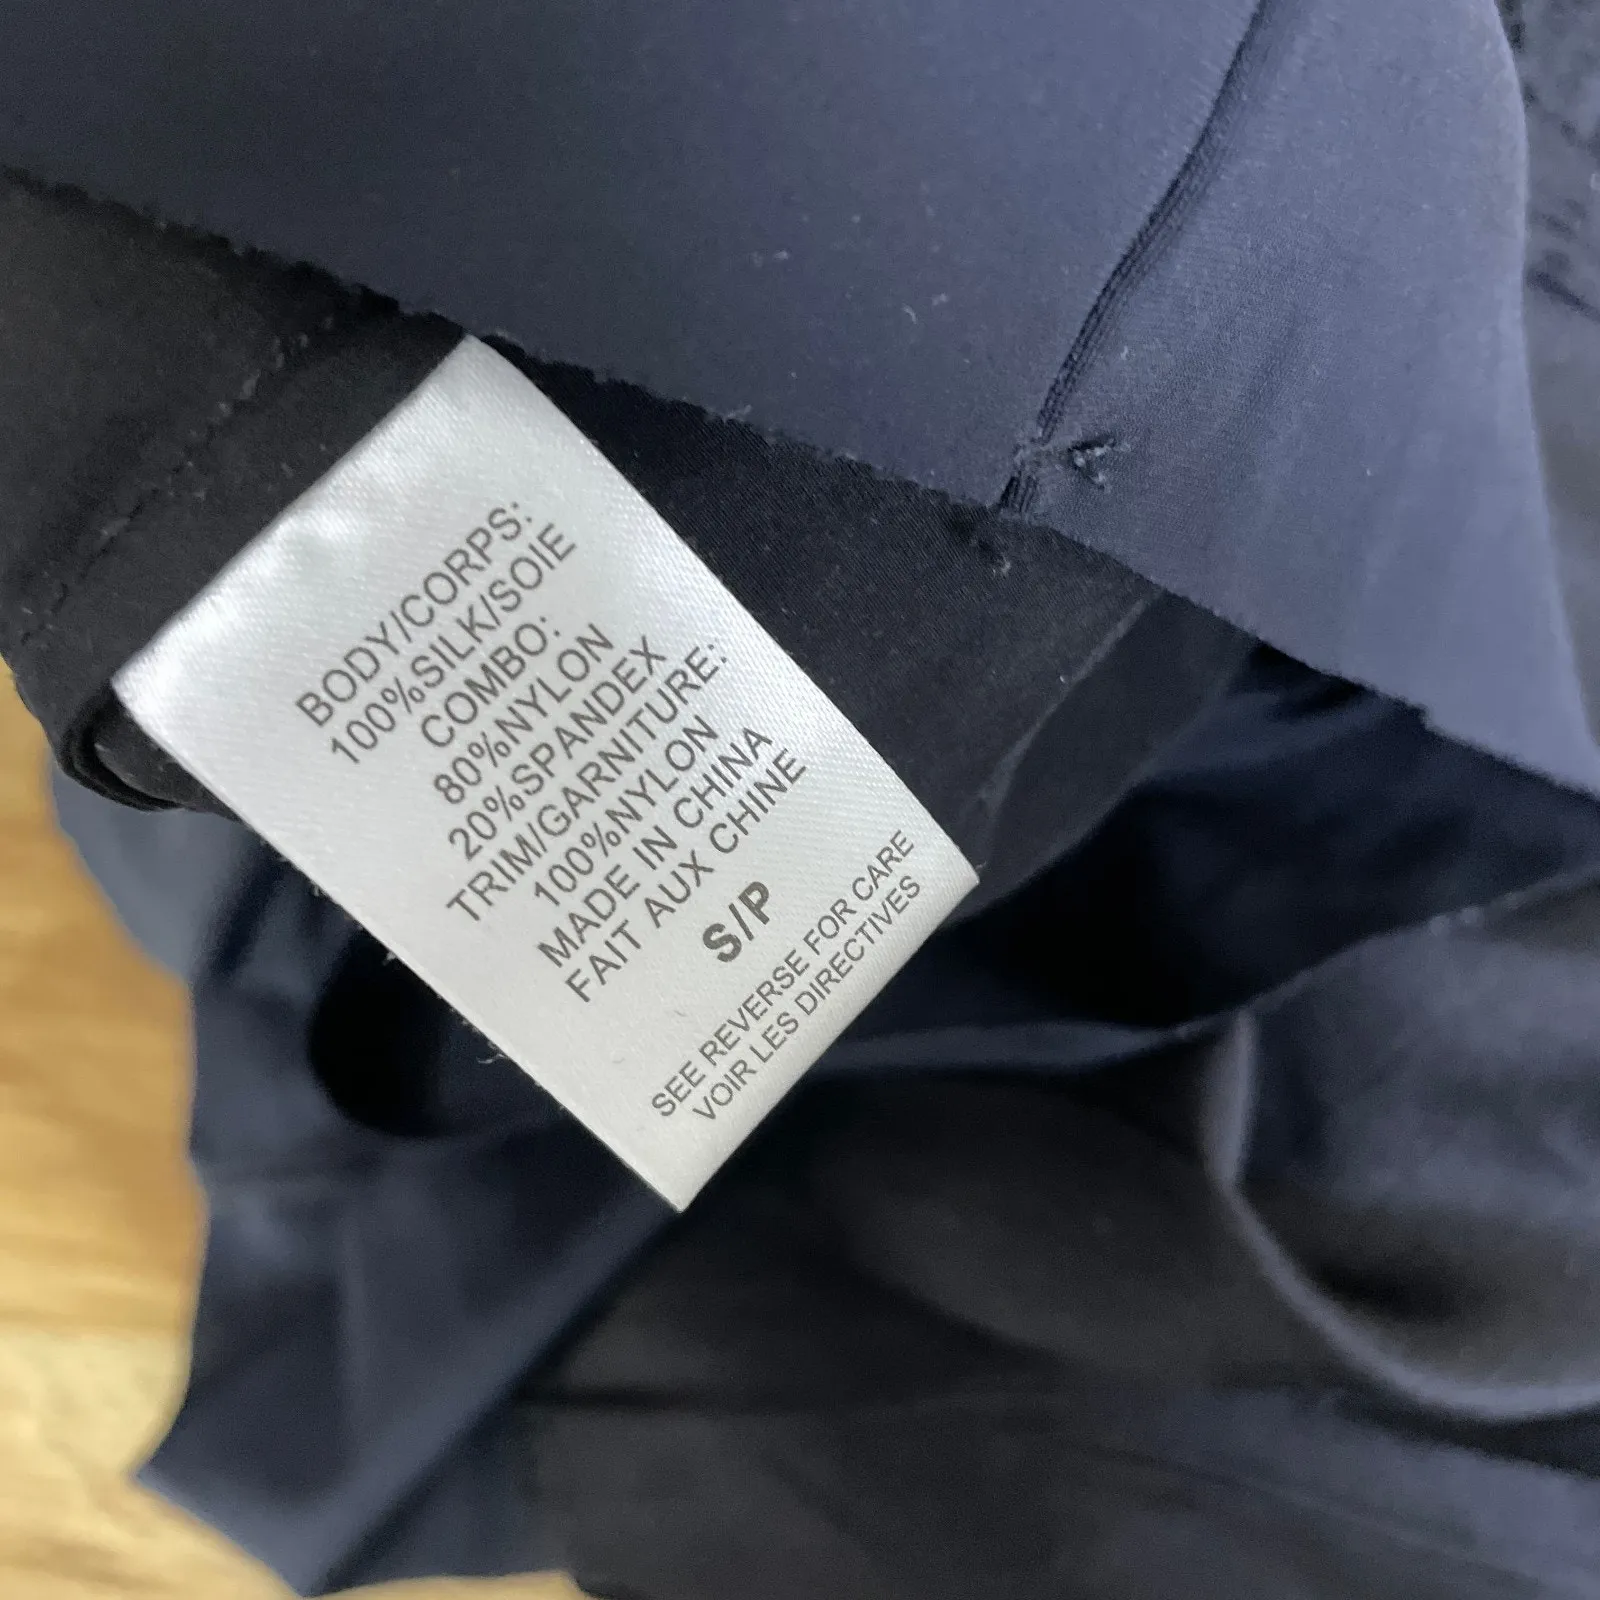 BODY/CORPS:
100%SILK/SOIE
COMBO:
80%NYLON
20%SPANDEX
TRIM/GARNITURE:
100%NYLON
MADE IN CHINA
FAIT AUX CHINE
S/P
SEE REVERSE FOR CARE
VOIR LES DIRECTIVES